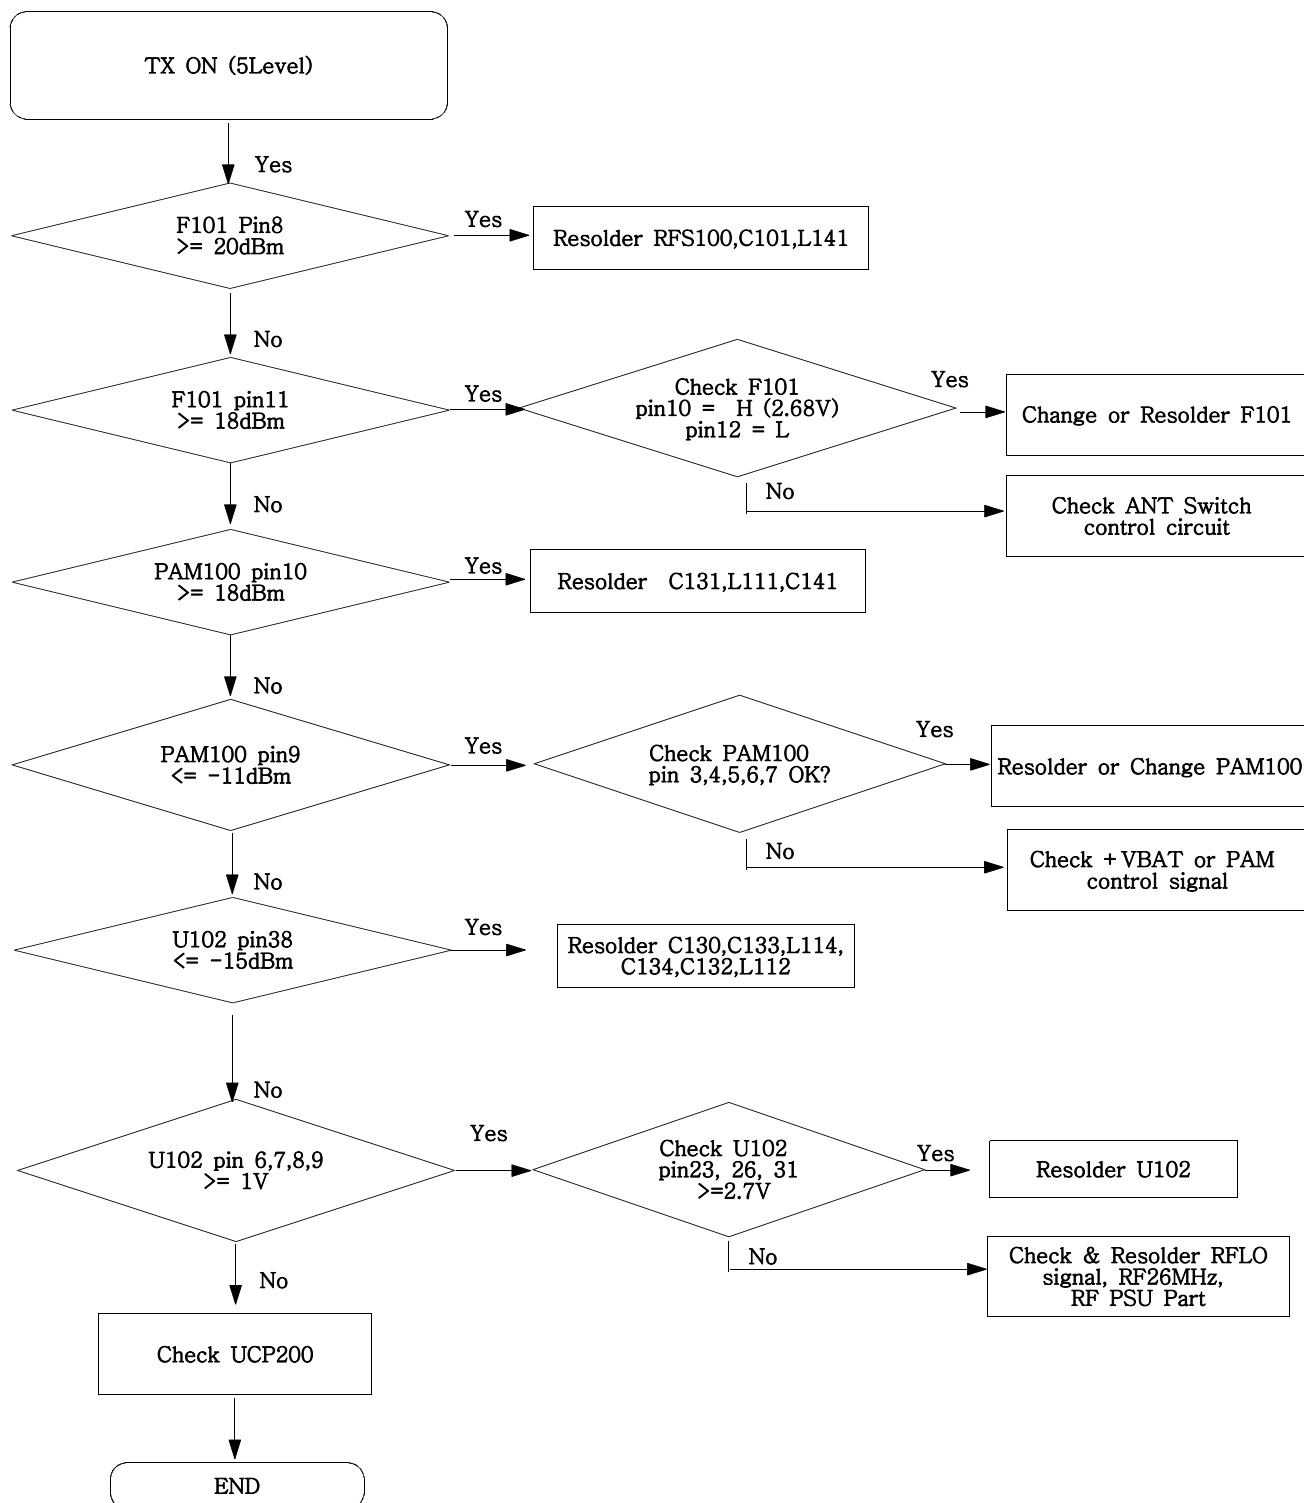 TX ON (5Level)
Yes
F101 Pin8
>= 20dBm
Yes
Resolder RFS100,C101,L141
No
F101 pin11
>= 18dBm
Yes
Check F101
pin10 = H (2.68V)
pin12 = L
Yes
Change or Resolder F101
No
Check ANT Switch
control circuit
No
PAM100 pin10
>= 18dBm
Yes
Resolder C131,L111,C141
No
PAM100 pin9
<= -11dBm
Yes
Check PAM100
pin 3,4,5,6,7 OK?
Yes
Resolder or Change PAM100
No
Check +VBAT or PAM
control signal
No
U102 pin38
<= -15dBm
Yes
Resolder C130,C133,L114,
C134,C132,L112
No
U102 pin 6,7,8,9
>= 1V
Yes
Check U102
pin23, 26, 31
>=2.7V
Yes
Resolder U102
No
Check & Resolder RFLO
signal, RF26MHz,
RF PSU Part
No
Check UCP200
END